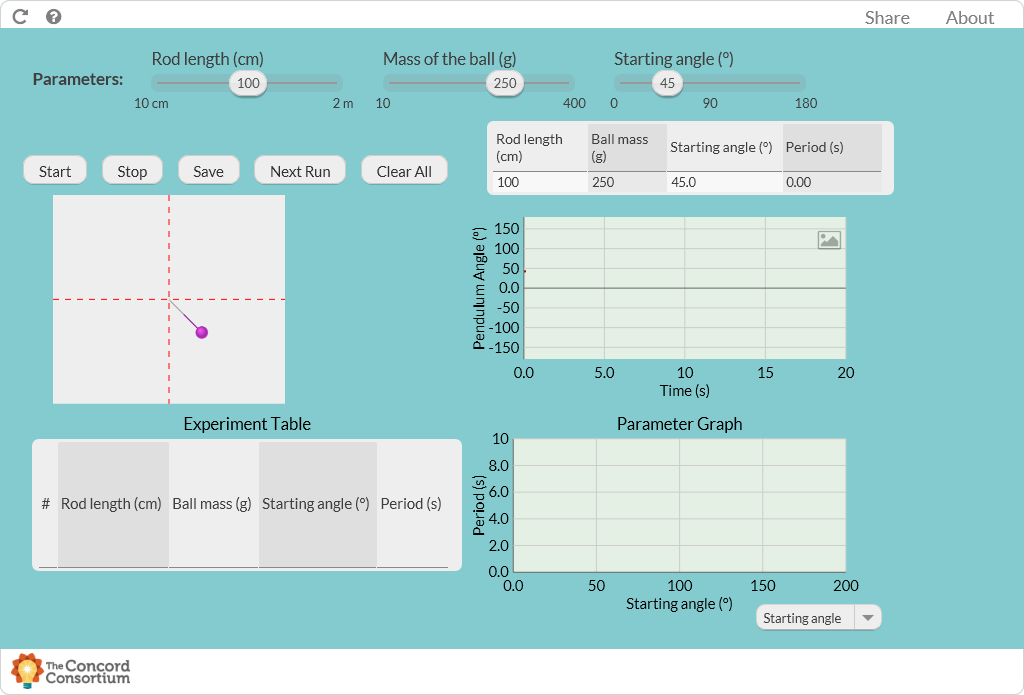 Share About
Parameters:
Rod length (cm)
100
10 cm 2 m
Mass of the ball (g)
250
10 400
Starting angle (º)
45
0 90 180
Start Stop Save Next Run Clear All
Rod length (cm) Ball mass (g) Starting angle (º) Period (s)
100 250 45.0 0.00
Pendulum Angle (º)
150
100
50
0.0
-50
-100
-150
0.0 5.0 10 15 20
Time (s)
Experiment Table
# Rod length (cm) Ball mass (g) Starting angle (º) Period (s)
Parameter Graph
Period (s)
10
8.0
6.0
4.0
2.0
0.0
0.0 50 100 150 200
Starting angle (º)
Starting angle
The Concord
Consortium